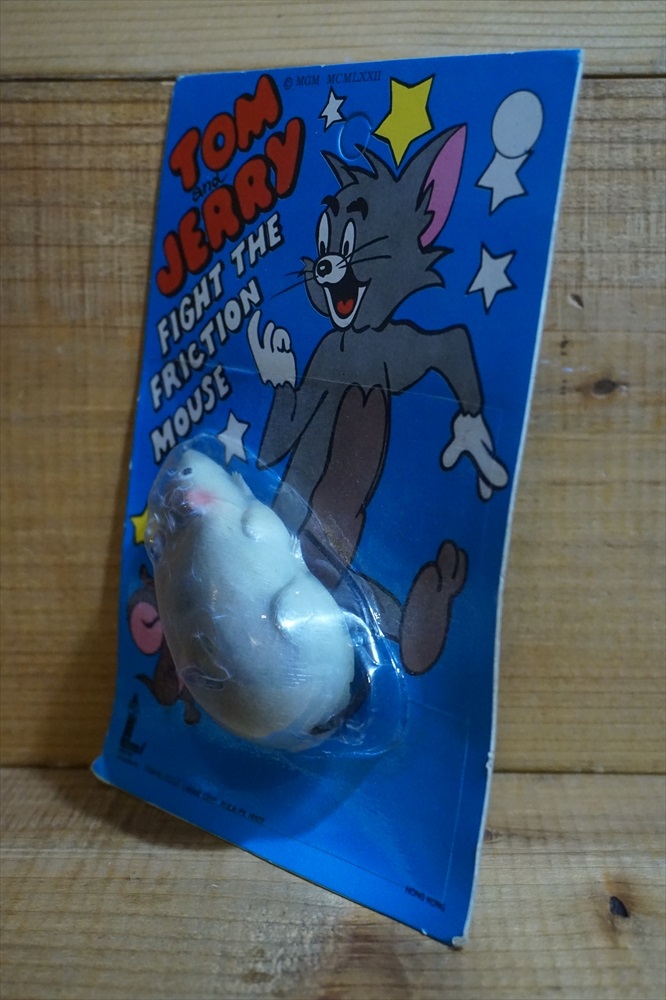 © MGM MCMLXXII
TOM
and
JERRY
FIGHT THE
FRICTION
MOUSE
HONG KONG